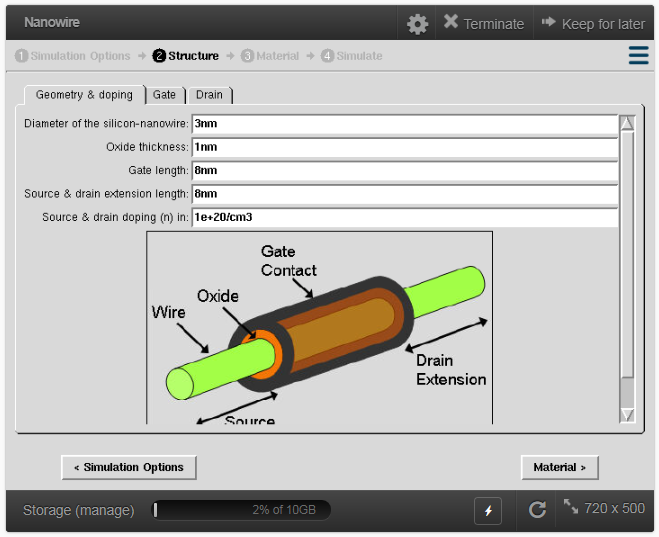 Nanowire
Terminate
Keep for later
1 Simulation Options → 2 Structure → 3 Material → 4 Simulate
Geometry & doping Gate Drain
Diameter of the silicon-nanowire: 3nm
Oxide thickness: 1nm
Gate length: 8nm
Source & drain extension length: 8nm
Source & drain doping (n) in: 1e+20/cm3
Gate
Contact
Oxide
Wire
Drain
Extension
Source
< Simulation Options
Material >
Storage (manage) 2% of 10GB 720 x 500